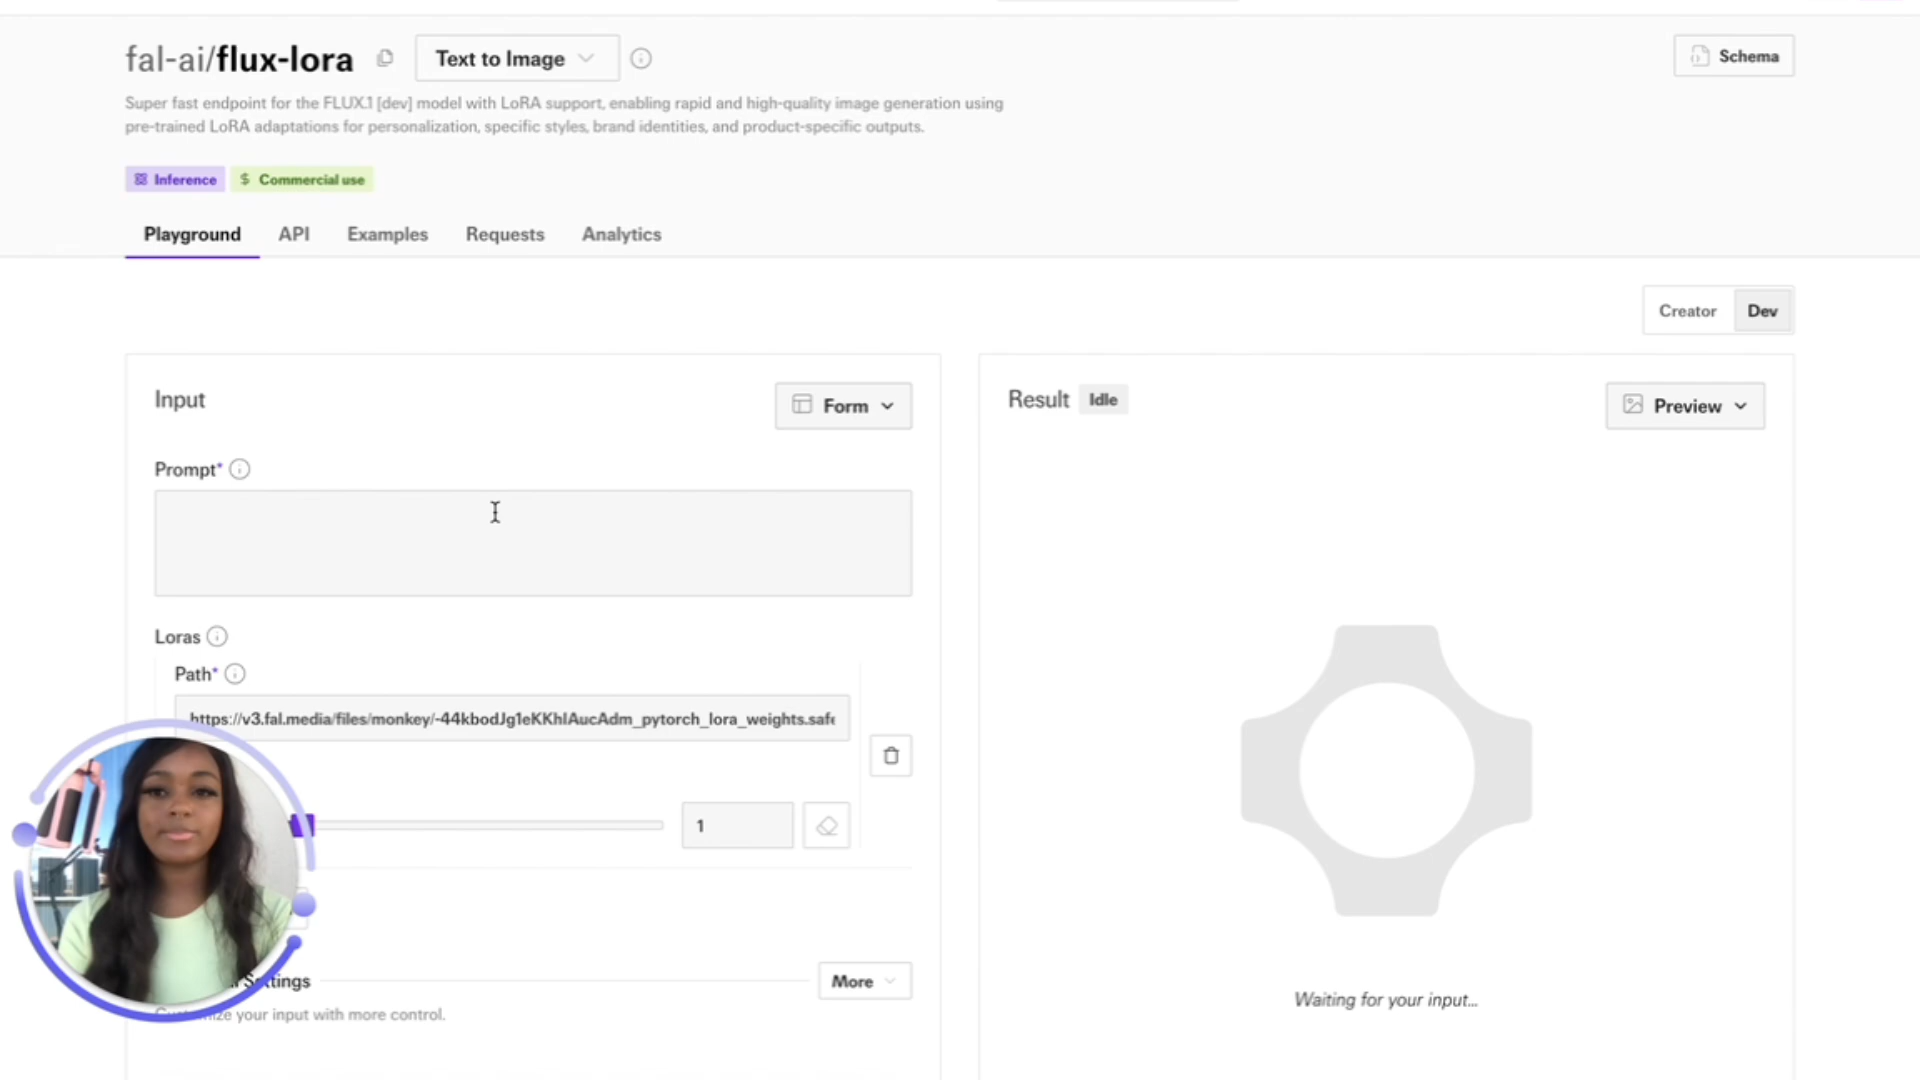 fal-ai/flux-lora
Text to Image
Schema
Super fast endpoint for the FLUX.1 [dev] model with LoRA support, enabling rapid and high-quality image generation using
pre-trained LoRA adaptations for personalization, specific styles, brand identities, and product-specific outputs.
Inference
$ Commercial use
Playground
API
Examples
Requests
Analytics
Creator
Dev
Input
Form
Prompt*
Loras
Path*
https://v3.fal.media/files/monkey/-44kbodJg1eKKhlAucAdm_pytorch_lora_weights.safe
1
Settings
More
your input with more control.
Result
Idle
Preview
Waiting for your input...